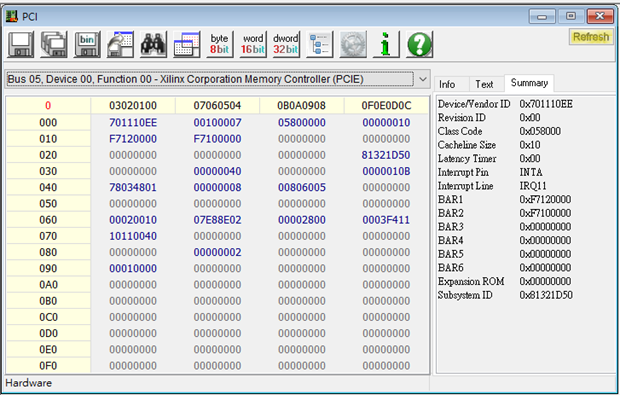 PCI
byte 8bit word 16bit dword 32bit
Refresh
Bus 05, Device 00, Function 00 - Xilinx Corporation Memory Controller (PCIE)
Info Text Summary
0 03020100 07060504 0B0A0908 0F0E0D0C
000 701110EE 00100007 05800000 00000010
010 F7120000 F7100000 00000000 00000000
020 00000000 00000000 00000000 81321D50
030 00000000 00000040 00000000 0000010B
040 78034801 00000008 00806005 00000000
050 00000000 00000000 00000000 00000000
060 00020010 07E88E02 00002800 0003F411
070 10110040 00000000 00000000 00000000
080 00000000 00000002 00000000 00000000
090 00010000 00000000 00000000 00000000
0A0 00000000 00000000 00000000 00000000
0B0 00000000 00000000 00000000 00000000
0C0 00000000 00000000 00000000 00000000
0D0 00000000 00000000 00000000 00000000
0E0 00000000 00000000 00000000 00000000
0F0 00000000 00000000 00000000 00000000
Device/Vendor ID 0x701110EE
Revision ID 0x00
Class Code 0x058000
Cacheline Size 0x10
Latency Timer 0x00
Interrupt Pin INTA
Interrupt Line IRQ11
BAR1 0xF7120000
BAR2 0xF7100000
BAR3 0x00000000
BAR4 0x00000000
BAR5 0x00000000
BAR6 0x00000000
Expansion ROM 0x00000000
Subsystem ID 0x81321D50
Hardware